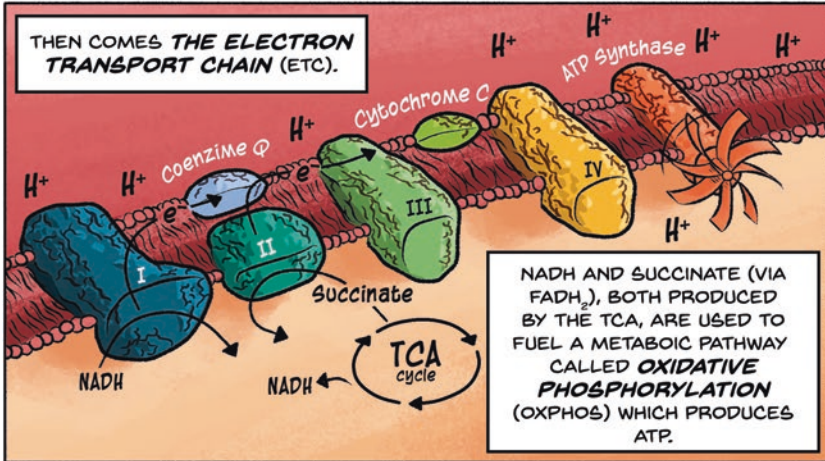 THEN COMES THE ELECTRON
TRANSPORT CHAIN (ETC).
H+
H+
H+
H+
H+
H+
H+
H+
Coenzime Q
Cytochrome C
ATP Synthase
e-
e-
I
II
III
IV
Succinate
NADH
NADH
TCA
cycle
NADH AND SUCCINATE (VIA
FADH2), BOTH PRODUCED
BY THE TCA, ARE USED TO
FUEL A METABOIC PATHWAY
CALLED OXIDATIVE
PHOSPHORYLATION
(OXPHOS) WHICH PRODUCES
ATP.